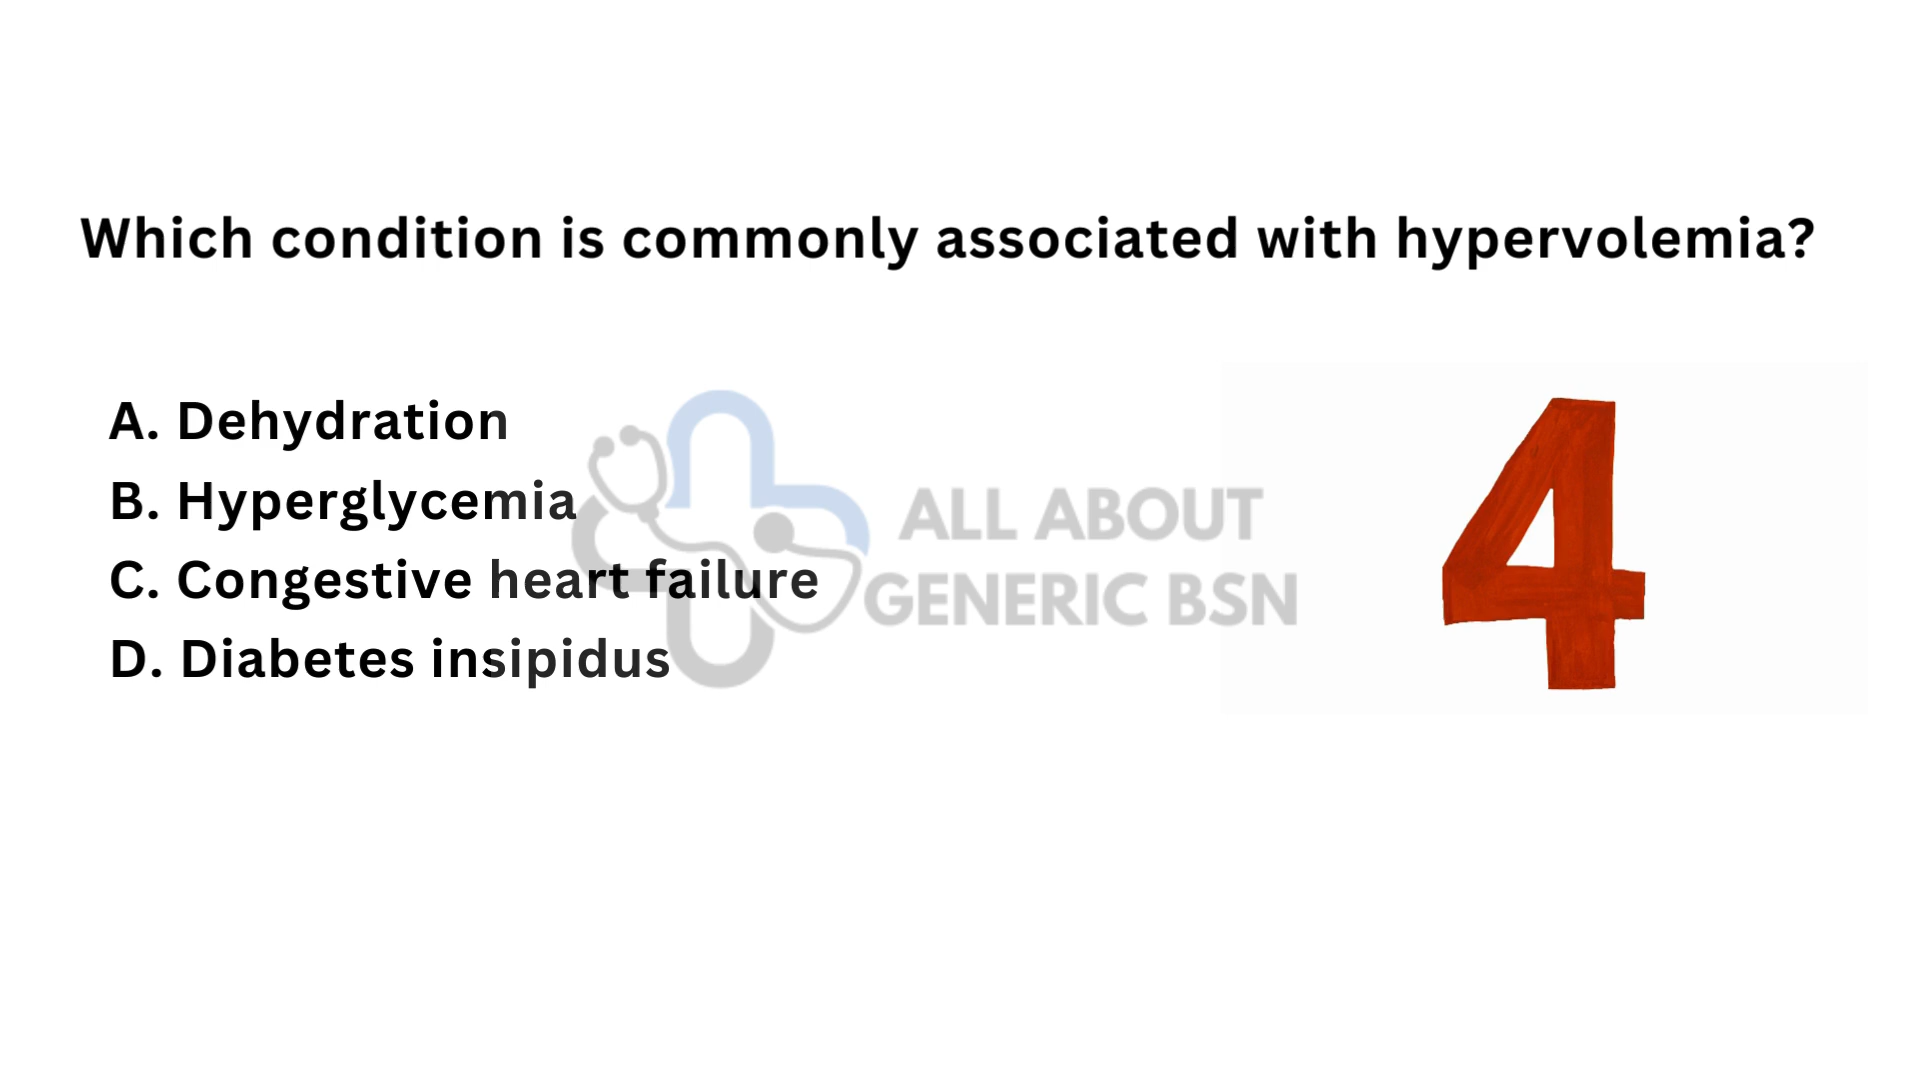 Which condition is commonly associated with hypervolemia?
A. Dehydration
B. Hyperglycemia
C. Congestive heart failure
D. Diabetes insipidus
ALL ABOUT
GENERIC BSN
4